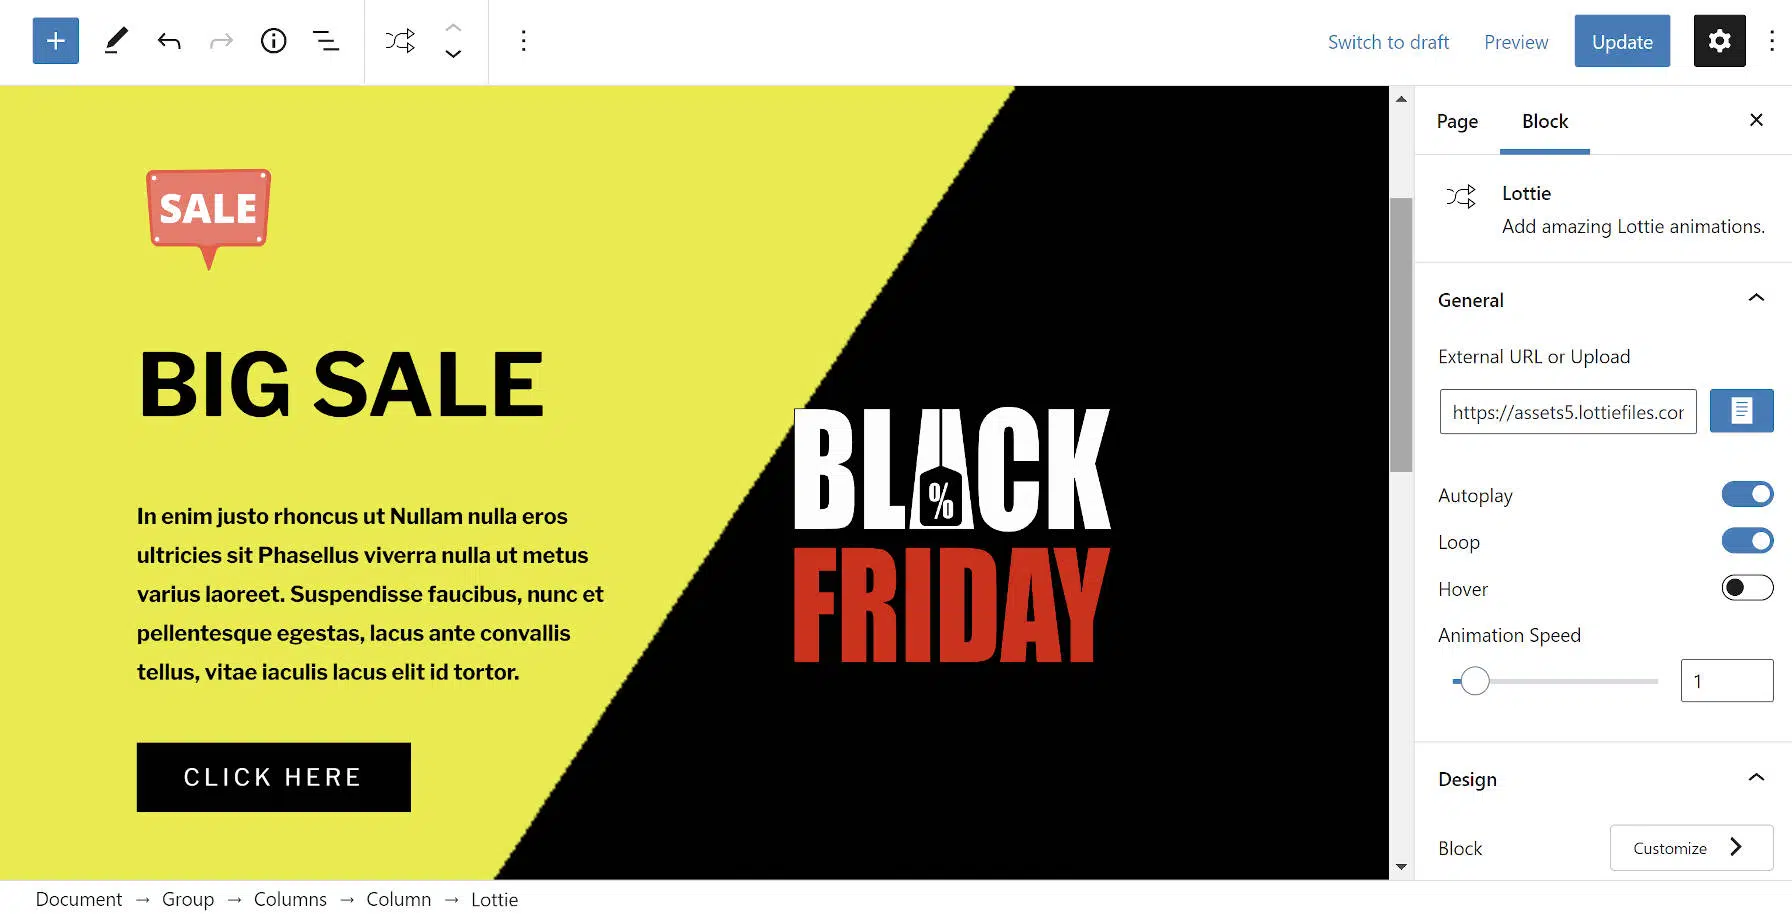 Switch to draft
Preview
Update
SALE
BIG SALE
In enim justo rhoncus ut Nullam nulla eros
ultricies sit Phasellus viverra nulla ut metus
varius laoreet. Suspendisse faucibus, nunc et
pellentesque egestas, lacus ante convallis
tellus, vitae iaculis lacus elit id tortor.
CLICK HERE
BLACK
%
FRIDAY
Page
Block
Lottie
Add amazing Lottie animations.
General
External URL or Upload
https://assets5.lottiefiles.cor
Autoplay
Loop
Hover
Animation Speed
1
Design
Block
Customize
Document → Group → Columns → Column → Lottie